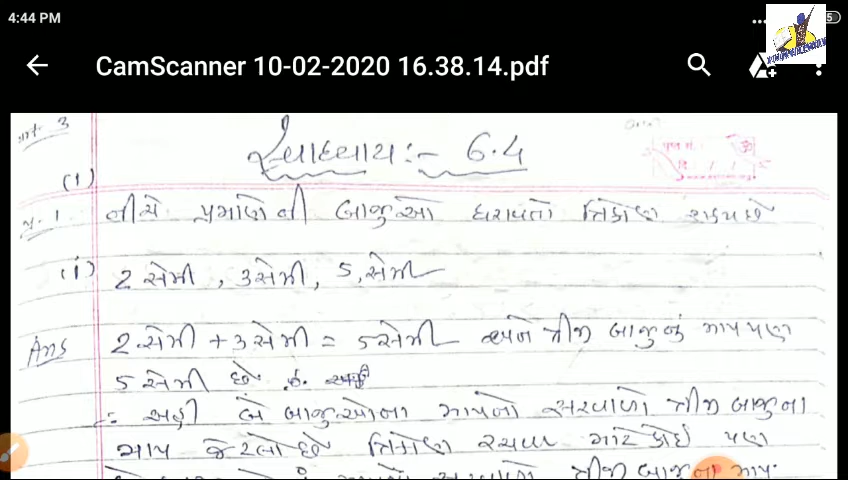 4:44 PM
CamScanner 10-02-2020 16.38.14.pdf
સ્વાધ્યાય:- 6.4
(1)
પ્ર. 1 નીચે પ્રમાણેની બાજુઓ ધરાવતો ત્રિકોણ શક્ય છે
(i) 2 સેમી, 3 સેમી, 5, સેમી
Ans 2 સેમી + 3 સેમી = 5 સેમી અને ત્રીજી બાજુનું માપ પણ
5 સેમી છે
∴ અહીં બે બાજુઓના માપનો સરવાળો ત્રીજી બાજુના
માપ જેટલો છે ત્રિકોણ રચવા માટે કોઈ પણ
સરવાળો ત્રીજી બાજુના માપ